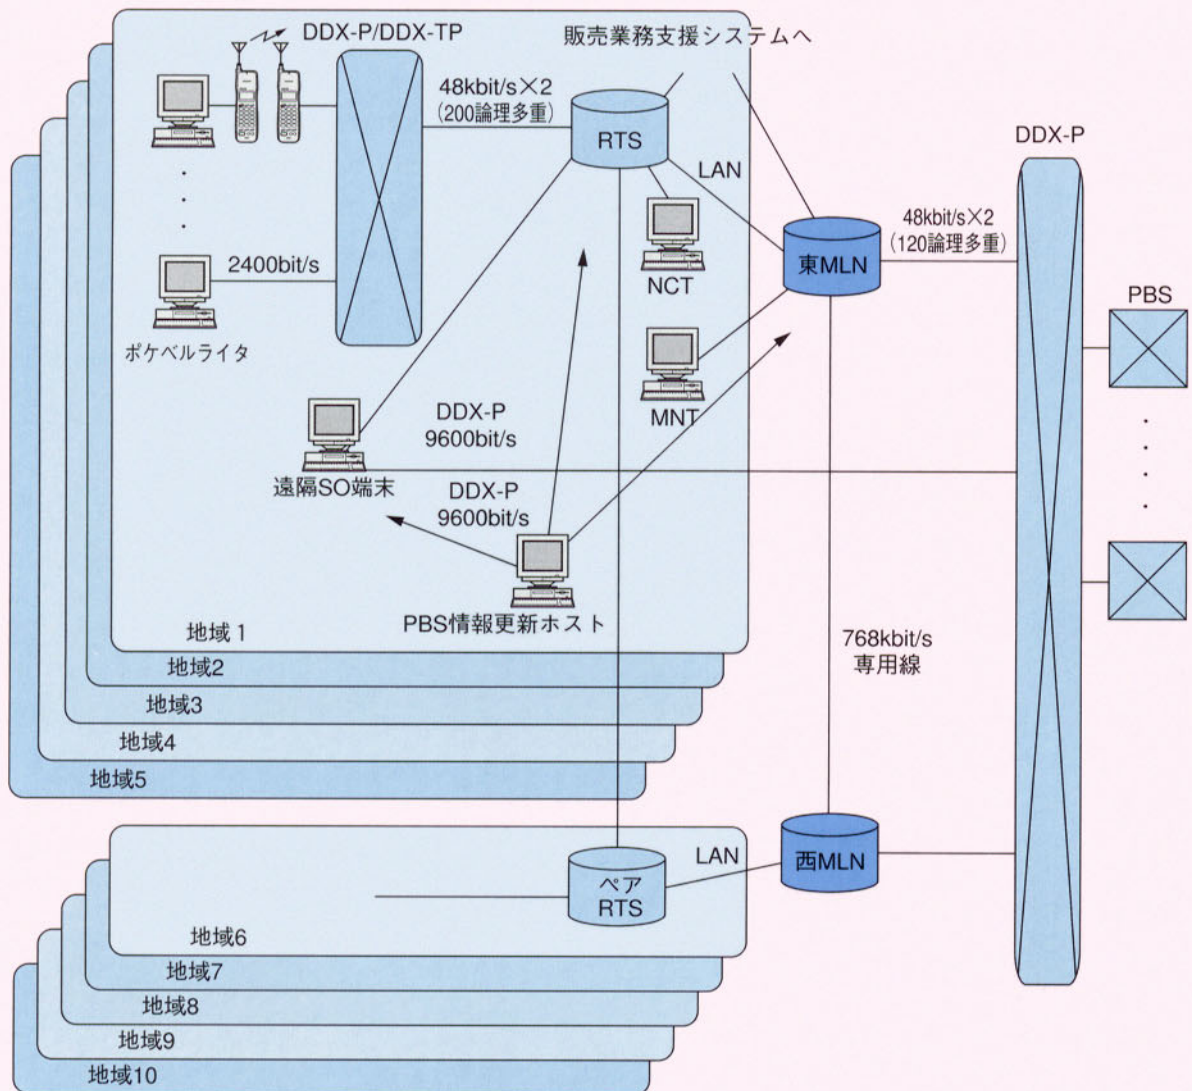 DDX-P/DDX-TP
販売業務支援システムへ
48kbit/s×2
(200論理多重)
RTS
DDX-P
LAN
48kbit/s×2
(120論理多重)
東MLN
2400bit/s
NCT
PBS
ポケベルライタ
MNT
DDX-P
9600bit/s
遠隔SO端末
DDX-P
9600bit/s
PBS情報更新ホスト
地域1
768kbit/s
専用線
地域2
地域3
地域4
地域5
LAN
西MLN
ペア
RTS
地域6
地域7
地域8
地域9
地域10